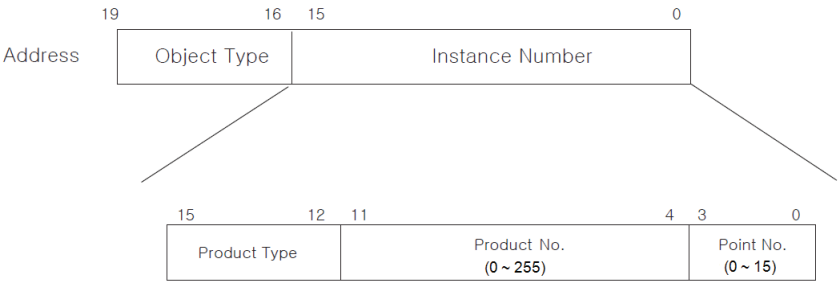 19 16 15 0
Address Object Type Instance Number
15 12 11 4 3 0
Product Type Product No. Point No.
(0 ~ 255) (0 ~ 15)